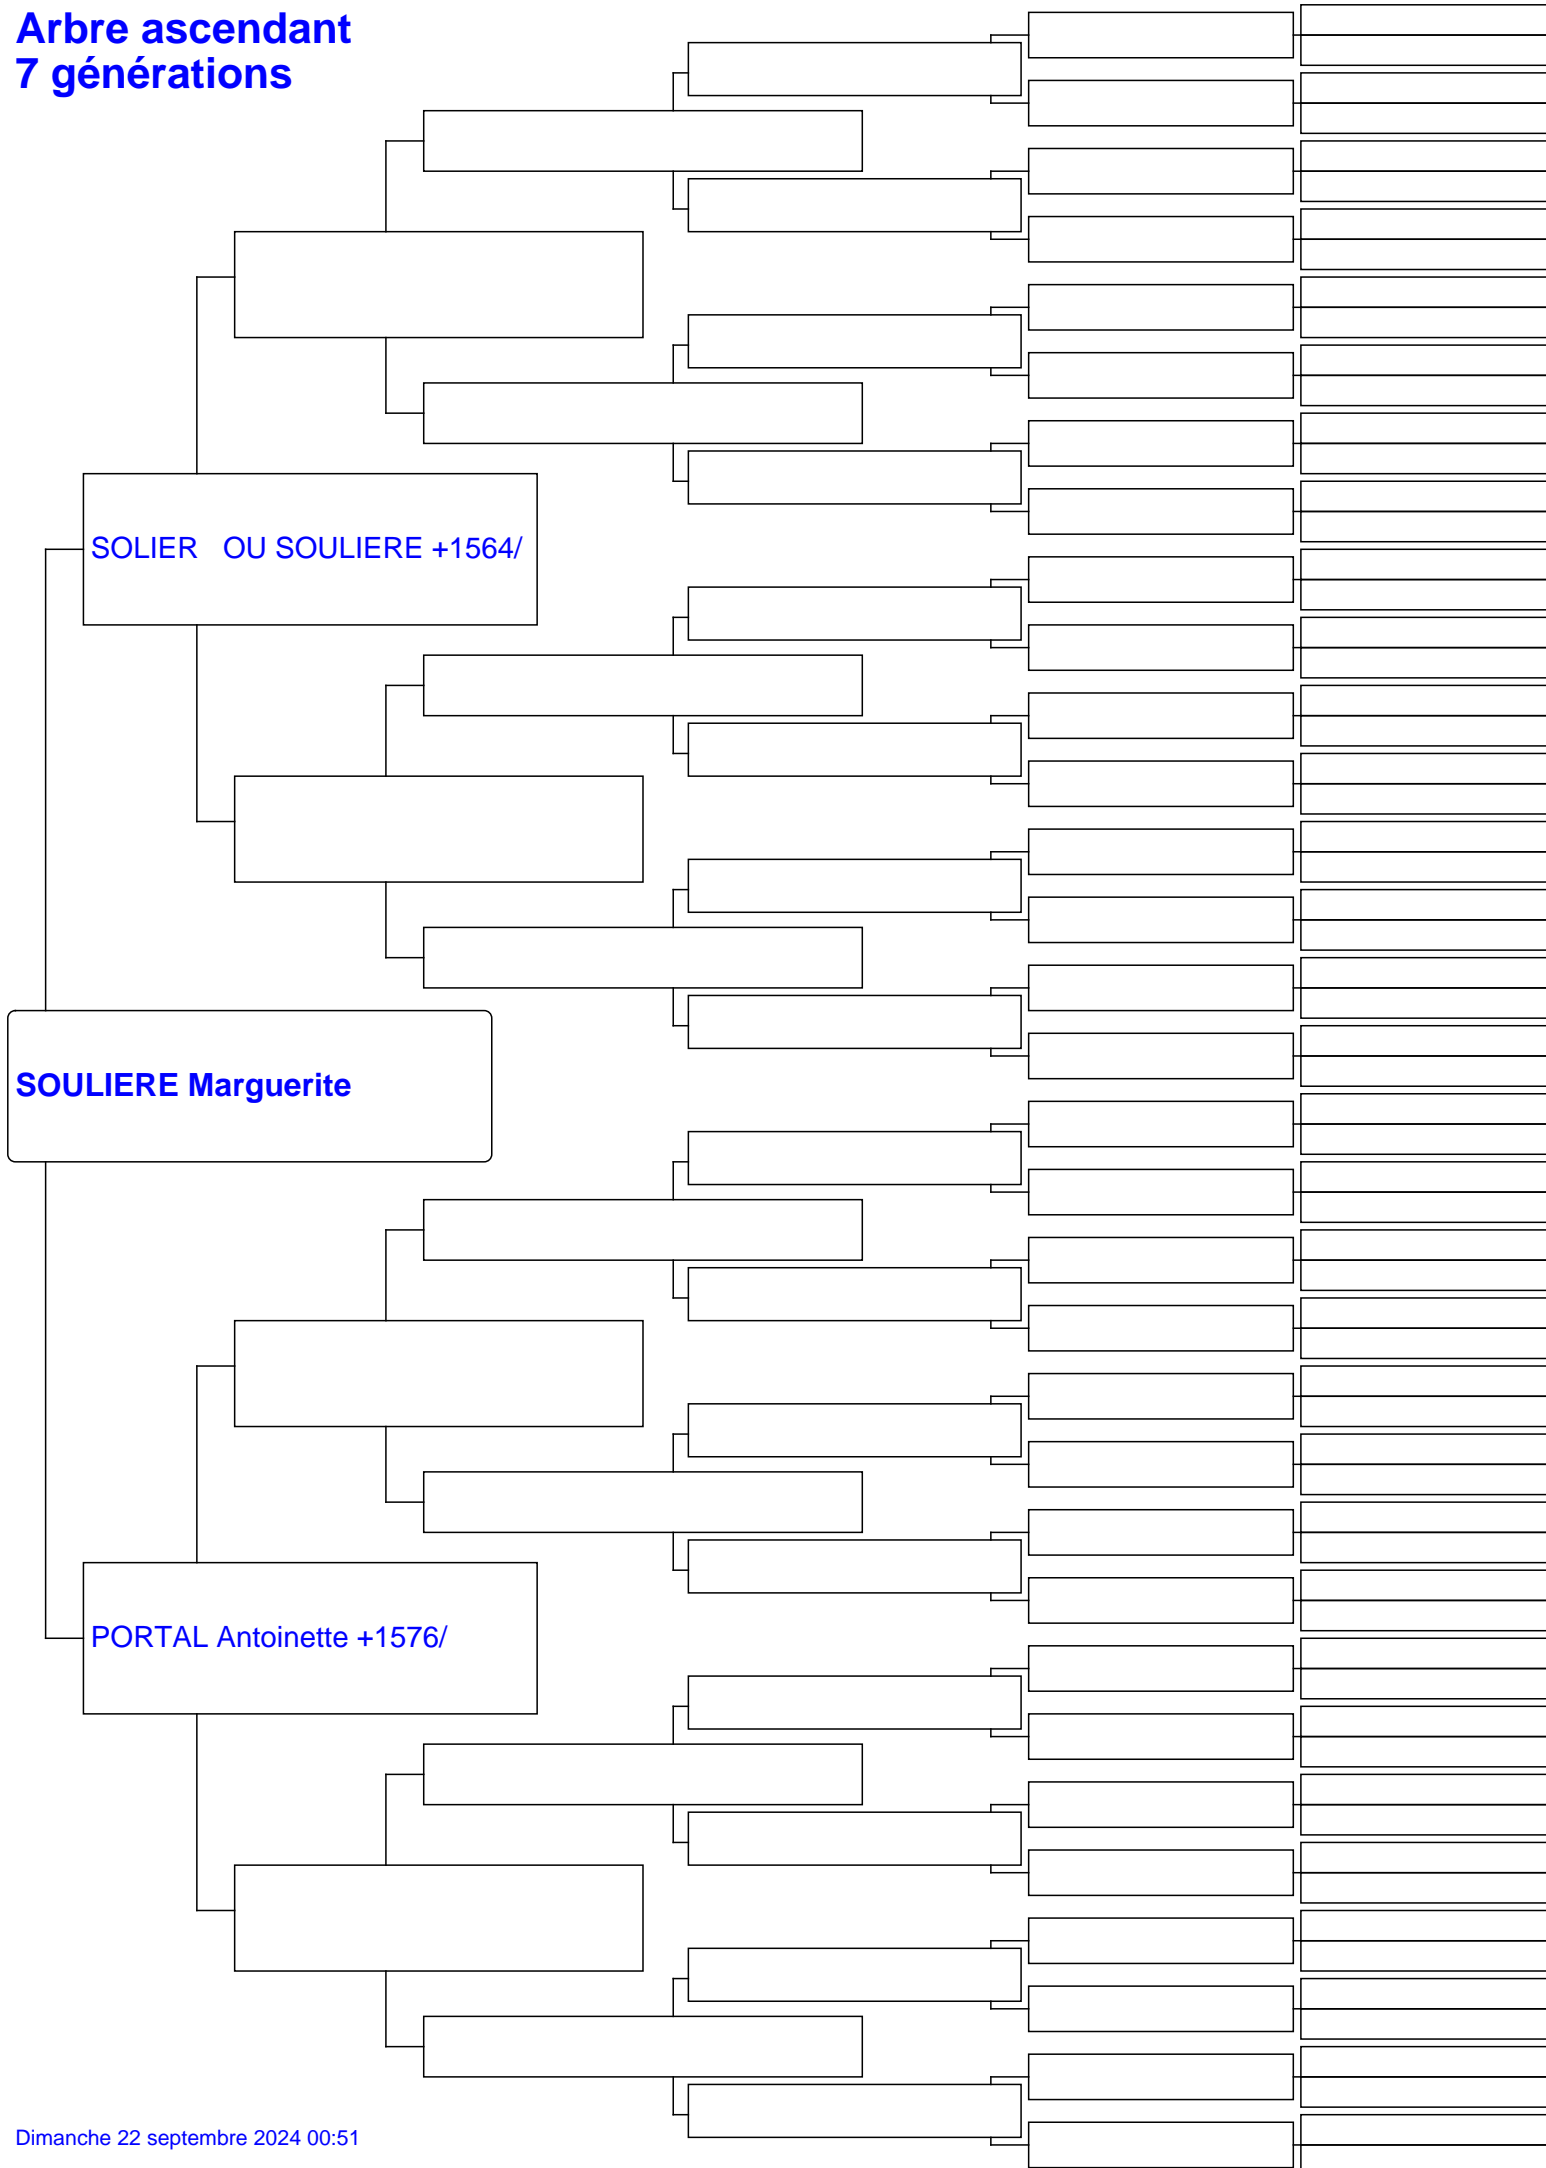 Arbre ascendant
7 générations
SOLIER   OU SOULIERE +1564/
SOULIERE Marguerite
PORTAL Antoinette +1576/
Dimanche 22 septembre 2024 00:51